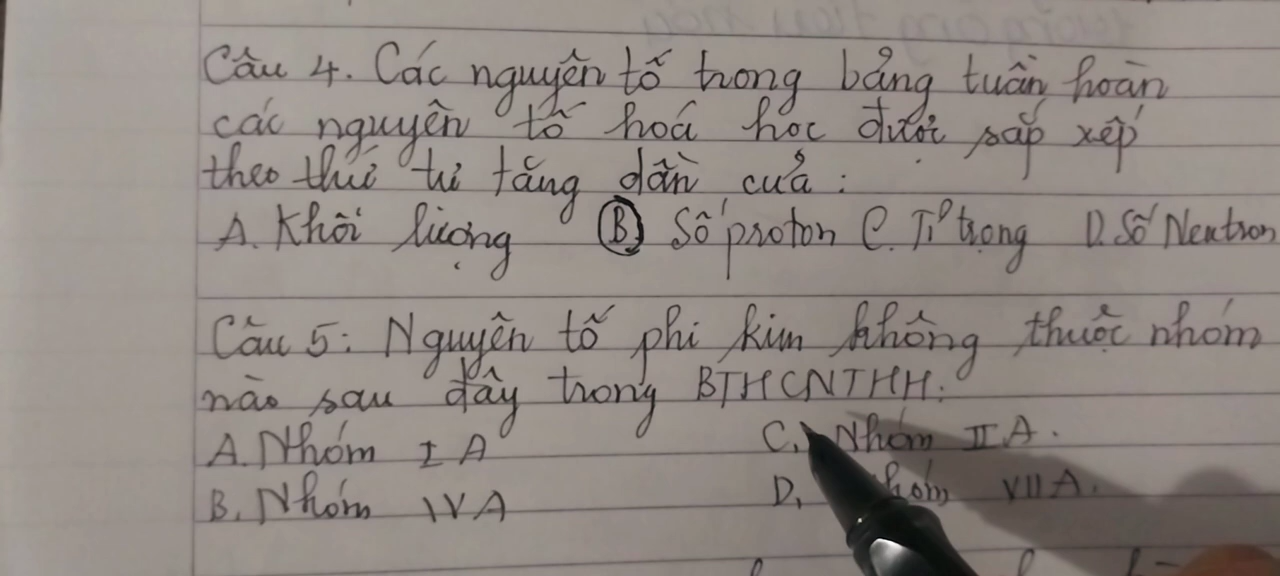 Câu 4. Các nguyên tố trong bảng tuần hoàn
các nguyên tố hoá học được sắp xếp
theo thứ tự tăng dần của:
A. Khối lượng B) Số proton C. Tỉ trọng D. Số Neutron
Câu 5: Nguyên tố phi kim không thuộc nhóm
nào sau đây trong BTHCNTHH:
A. Nhóm IA C. Nhóm IIA.
B. Nhóm IVA D. VIIA.